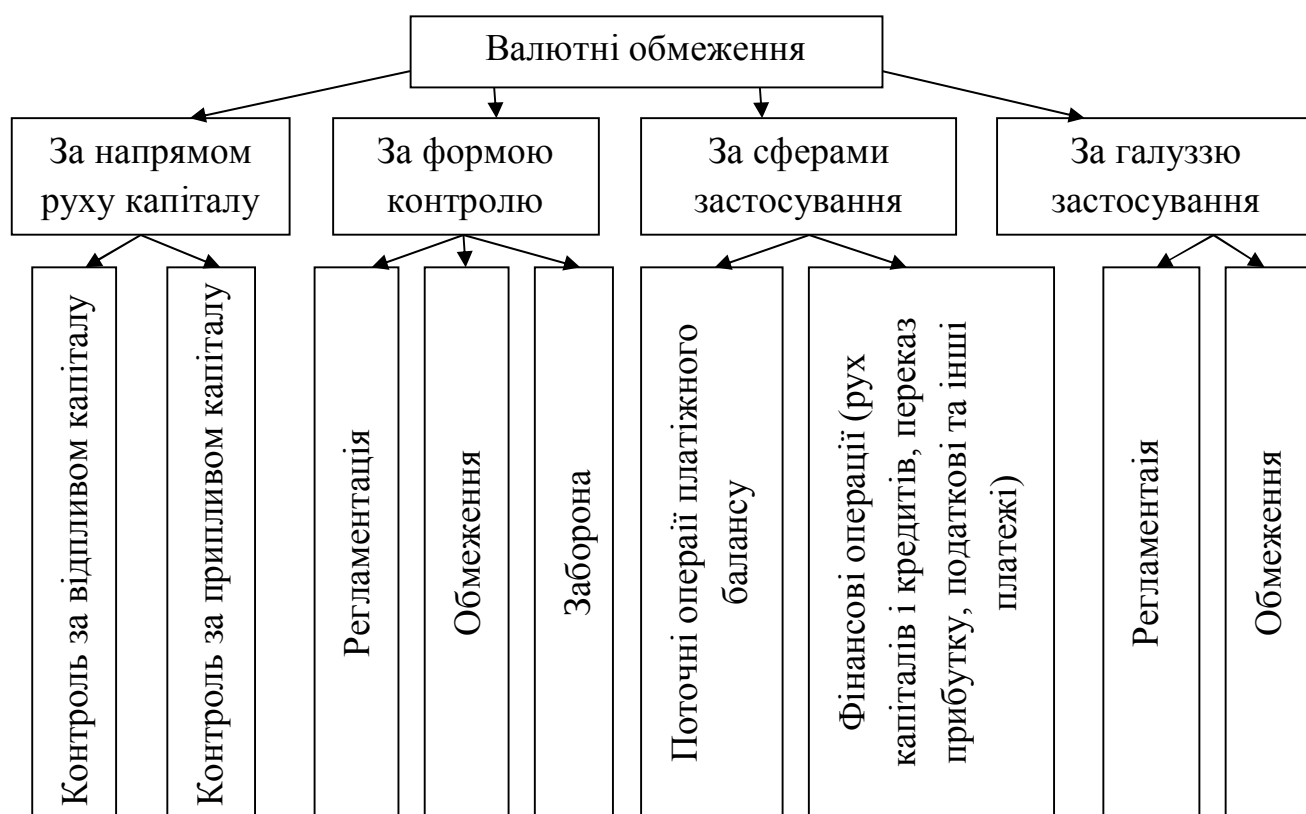 Валютні обмеження
За напрямом
руху капіталу
За формою
контролю
За сферами
застосування
За галуззю
застосування
Контроль за відпливом капіталу
Контроль за припливом капіталу
Регламентація
Обмеження
Заборона
Поточні операії платіжного
балансу
Фінансові операції (рух
капіталів і кредитів, переказ
прибутку, податкові та інші
платежі)
Регламентаія
Обмеження